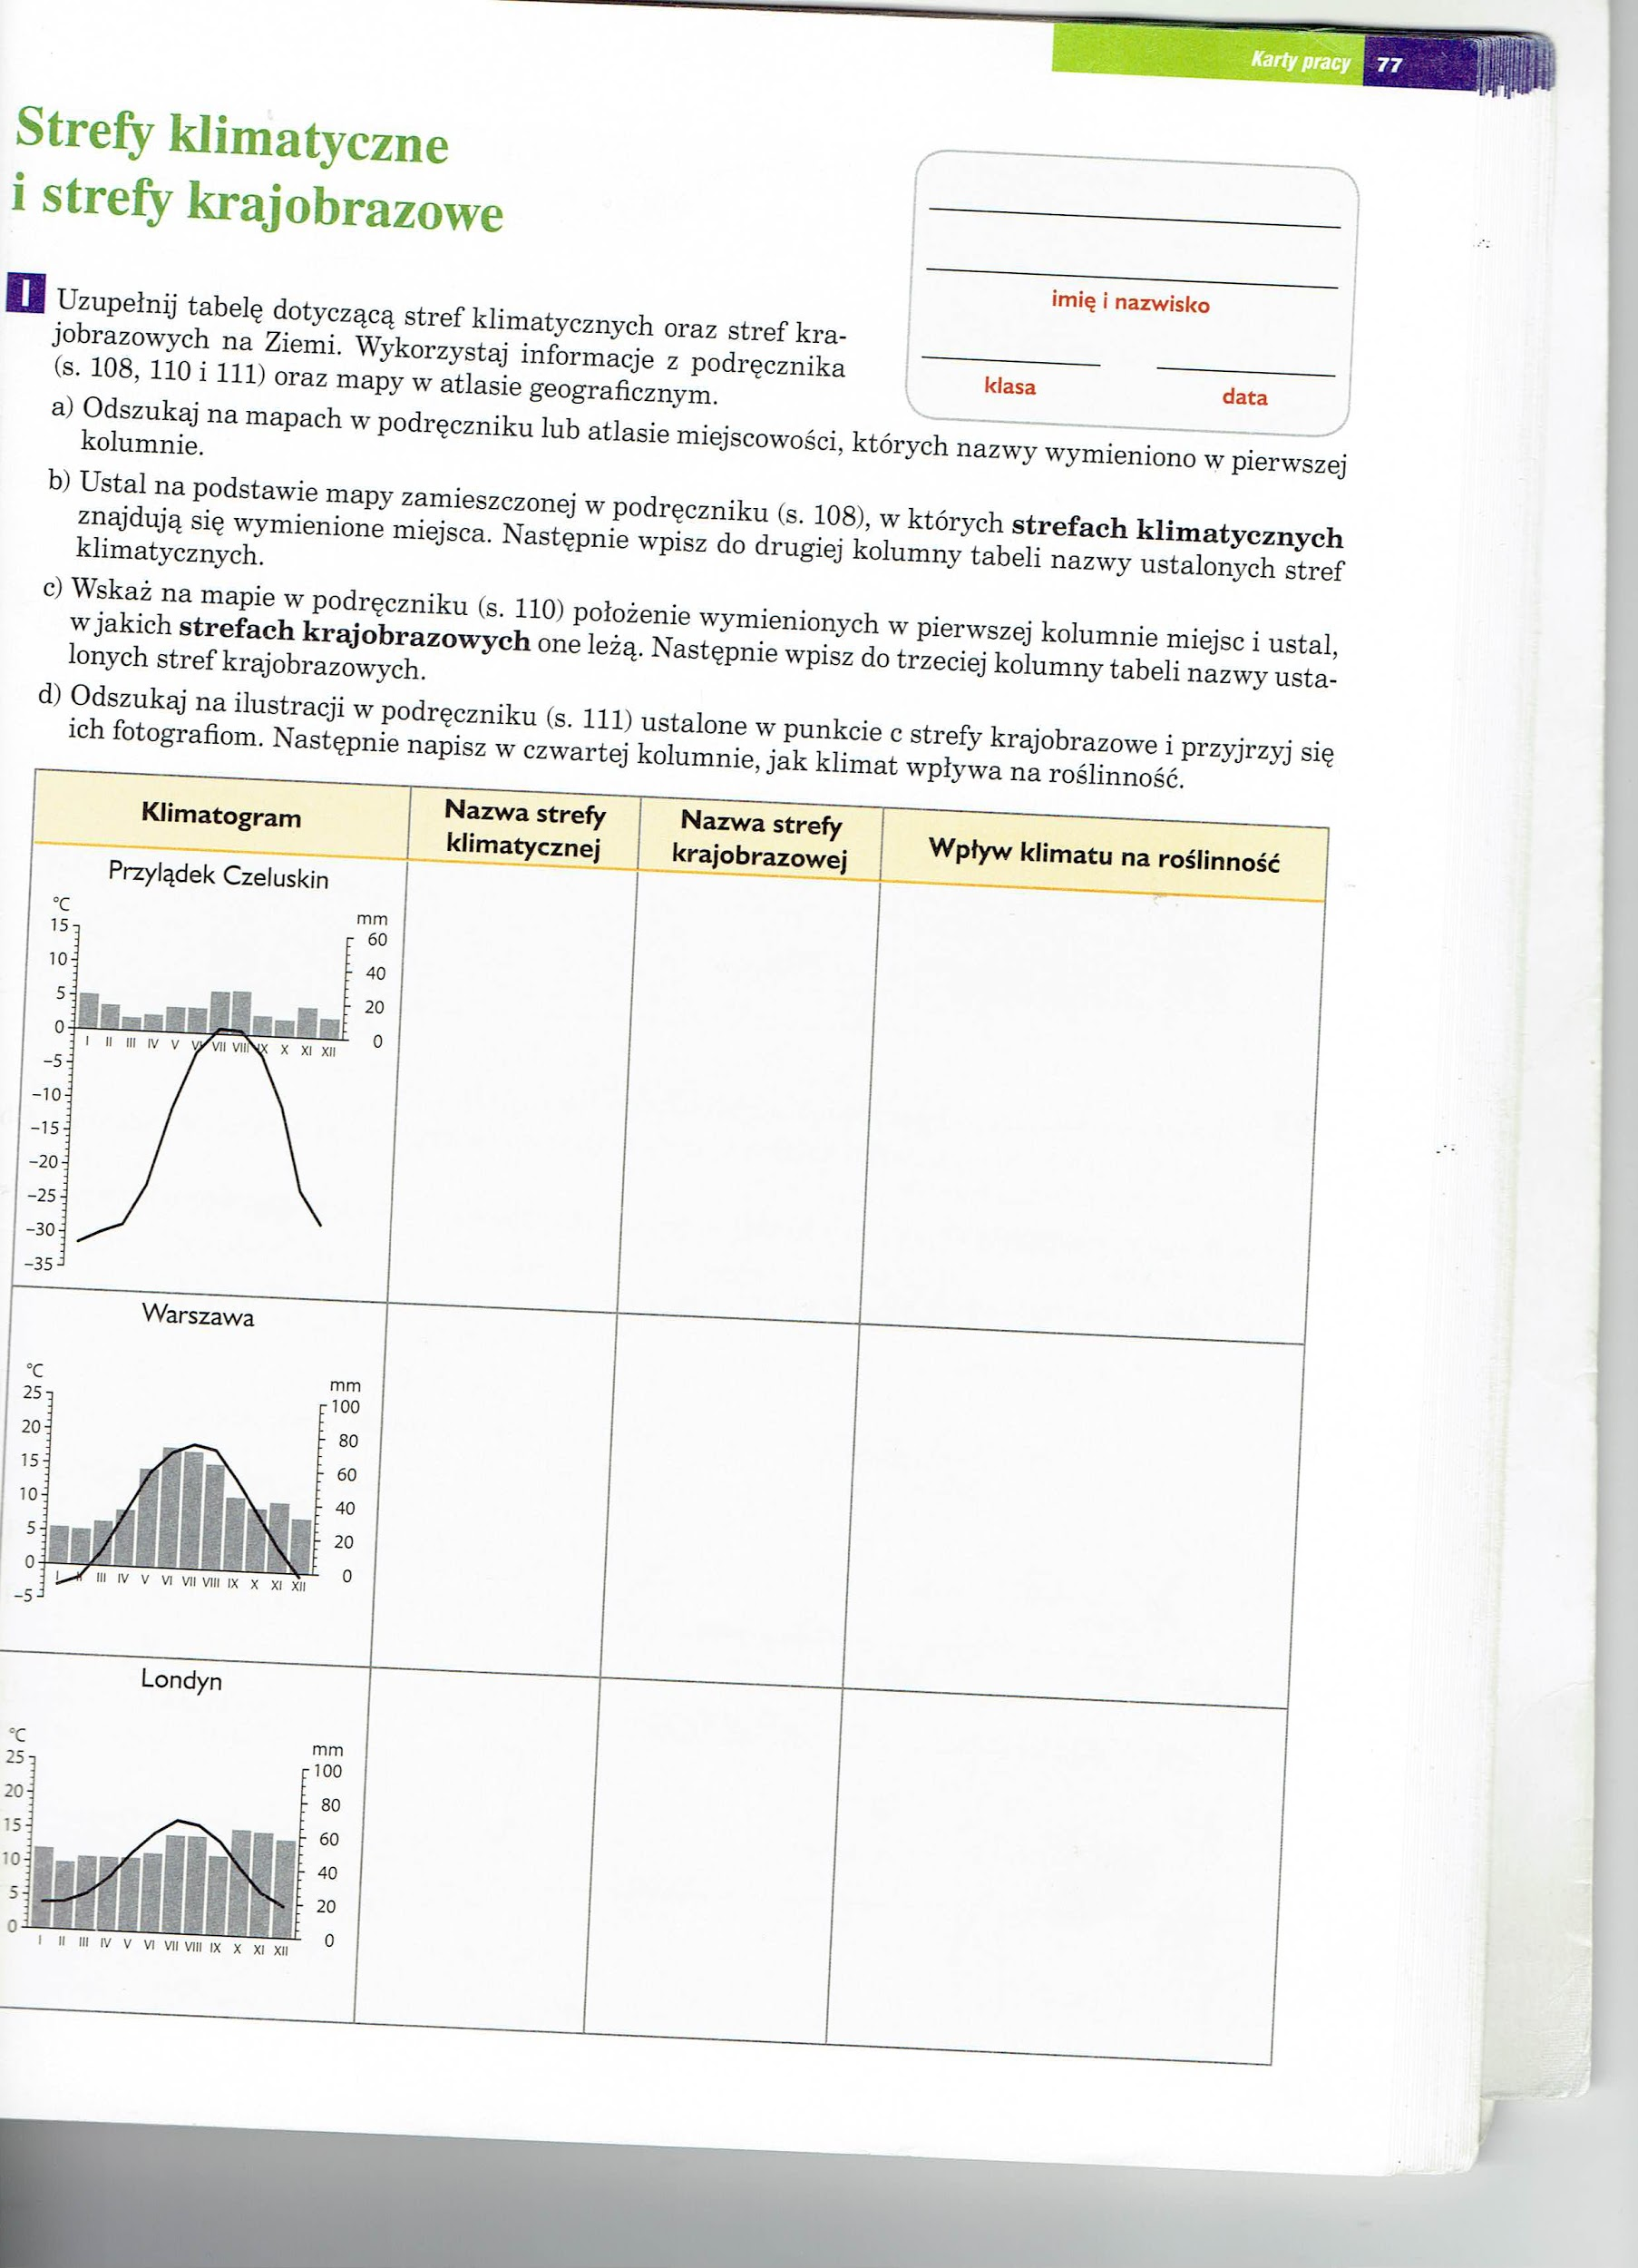 Karty pracy 77
Strefy klimatyczne
i strefy krajobrazowe
imię i nazwisko
klasa
data
1 Uzupełnij tabelę dotyczącą stref klimatycznych oraz stref kra-
jobrazowych na Ziemi. Wykorzystaj informacje z podręcznika
(s. 108, 110 i 111) oraz mapy w atlasie geograficznym.
a) Odszukaj na mapach w podręczniku lub atlasie miejscowości, których nazwy wymieniono w pierwszej
kolumnie.
b) Ustal na podstawie mapy zamieszczonej w podręczniku (s. 108), w których strefach klimatycznych
znajdują się wymienione miejsca. Następnie wpisz do drugiej kolumny tabeli nazwy ustalonych stref
klimatycznych.
c) Wskaż na mapie w podręczniku (s. 110) położenie wymienionych w pierwszej kolumnie miejsc i ustal,
w jakich strefach krajobrazowych one leżą. Następnie wpisz do trzeciej kolumny tabeli nazwy usta-
lonych stref krajobrazowych.
d) Odszukaj na ilustracji w podręczniku (s. 111) ustalone w punkcie c strefy krajobrazowe i przyjrzyj się
ich fotografiom. Następnie napisz w czwartej kolumnie, jak klimat wpływa na roślinność.
Klimatogram
Nazwa strefy
klimatycznej
Nazwa strefy
krajobrazowej
Wpływ klimatu na roślinność
Przylądek Czeluskin
°C
mm
15
60
10
40
5
20
0
0
I II III IV V VI VII VIII IX X XI XII
-5
-10
-15
-20
-25
-30
-35
Warszawa
°C
mm
25
100
20
80
15
60
10
40
5
20
0
0
I II III IV V VI VII VIII IX X XI XII
-5
Londyn
°C
mm
25
100
20
80
15
60
10
40
5
20
0
0
I II III IV V VI VII VIII IX X XI XII